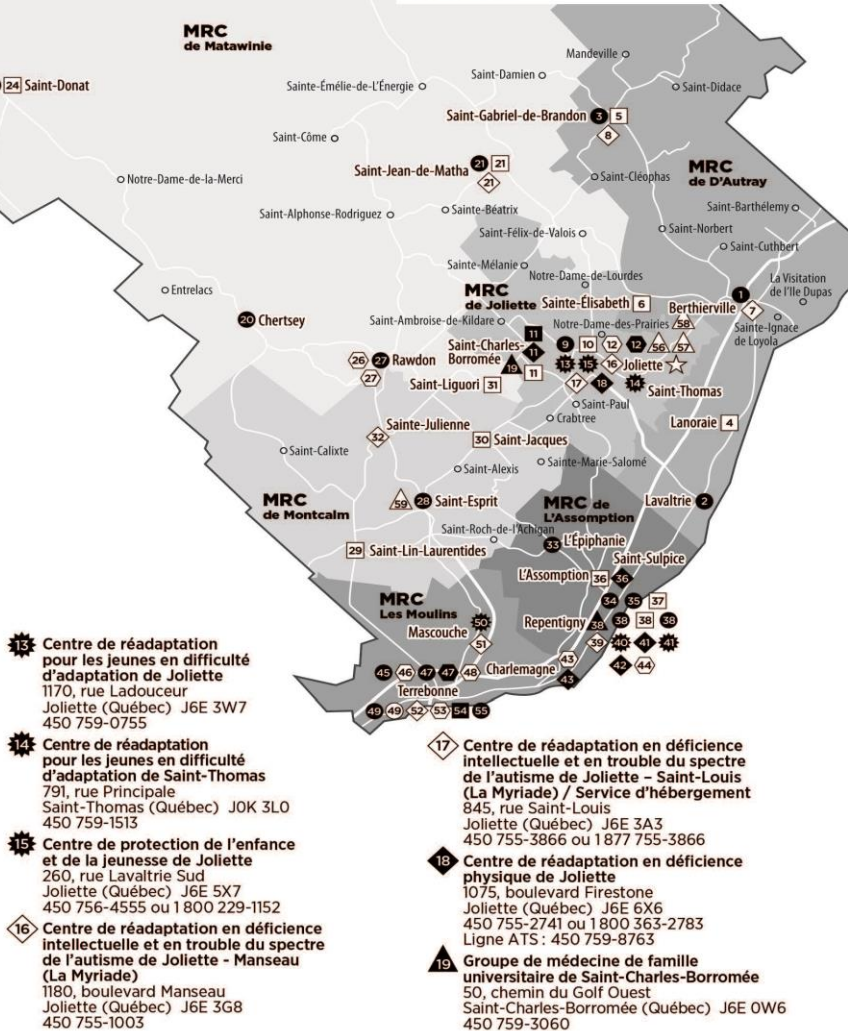 MRC
de Matawinie
24 Saint-Donat
Mandeville
Saint-Damien
Sainte-Émélie-de-L'Énergie
Saint-Didace
Saint-Gabriel-de-Brandon 3 5
8
Saint-Côme
Saint-Jean-de-Matha 21 21
21
MRC
de D'Autray
Notre-Dame-de-la-Merci
Saint-Cléophas
Saint-Barthélemy
Saint-Alphonse-Rodriguez
Sainte-Béatrix
Saint-Norbert
Saint-Félix-de-Valois
Saint-Cuthbert
Sainte-Mélanie
Notre-Dame-de-Lourdes
La Visitation
de l'Ile Dupas
Entrelacs
MRC
de Joliette
Sainte-Élisabeth 6
Berthierville
1
7
58
Sainte-Ignace
de Loyola
20 Chertsey
Saint-Ambroise-de-Kildare
11
Notre-Dame-des-Prairies
Saint-Charles-
Borromée
11
9 10 12 12 56 57
26 27 Rawdon
27
19 11
13 15 16 Joliette
Saint-Liguori 31
17 18 14 Saint-Thomas
Saint-Paul
Crabtree
Lanoraie 4
Sainte-Julienne
32
30 Saint-Jacques
Saint-Calixte
Saint-Alexis
Sainte-Marie-Salomé
MRC
de Montcalm
59 28 Saint-Esprit
MRC de
L'Assomption
Lavaltrie 2
Saint-Roch-de-l'Achigan
33 L'Épiphanie
29 Saint-Lin-Laurentides
Saint-Sulpice
L'Assomption 36 36
34 35 37
MRC
Les Moulins
50
Mascouche
51
Repentigny 38 38 38 38
39 40 41 41
42 44
45 46 47 47 48 Charlemagne 43
43
Terrebonne
49 49 52 53 54 55
13 Centre de réadaptation
pour les jeunes en difficulté
d'adaptation de Joliette
1170, rue Ladouceur
Joliette (Québec) J6E 3W7
450 759-0755
14 Centre de réadaptation
pour les jeunes en difficulté
d'adaptation de Saint-Thomas
791, rue Principale
Saint-Thomas (Québec) J0K 3L0
450 759-1513
15 Centre de protection de l'enfance
et de la jeunesse de Joliette
260, rue Lavaltrie Sud
Joliette (Québec) J6E 5X7
450 756-4555 ou 1 800 229-1152
16 Centre de réadaptation en déficience
intellectuelle et en trouble du spectre
de l'autisme de Joliette - Manseau
(La Myriade)
1180, boulevard Manseau
Joliette (Québec) J6E 3G8
450 755-1003
17 Centre de réadaptation en déficience
intellectuelle et en trouble du spectre
de l'autisme de Joliette – Saint-Louis
(La Myriade) / Service d'hébergement
845, rue Saint-Louis
Joliette (Québec) J6E 3A3
450 755-3866 ou 1 877 755-3866
18 Centre de réadaptation en déficience
physique de Joliette
1075, boulevard Firestone
Joliette (Québec) J6E 6X6
450 755-2741 ou 1 800 363-2783
Ligne ATS : 450 759-8763
19 Groupe de médecine de famille
universitaire de Saint-Charles-Borromée
50, chemin du Golf Ouest
Saint-Charles-Borromée (Québec) J6E 0W6
450 759-3060